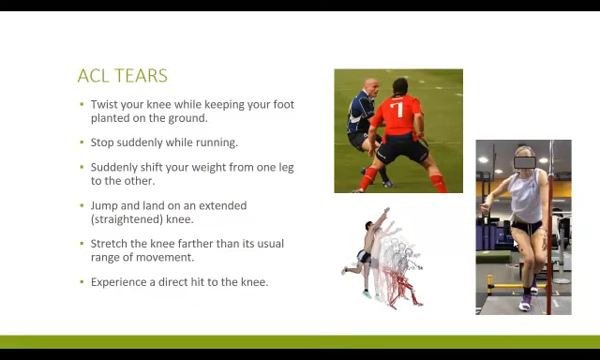 ACL TEARS
Twist your knee while keeping your foot
planted on the ground.
Stop suddenly while running.
Suddenly shift your weight from one leg
to the other.
Jump and land on an extended
(straightened) knee.
Stretch the knee farther than its usual
range of movement.
Experience a direct hit to the knee.
7